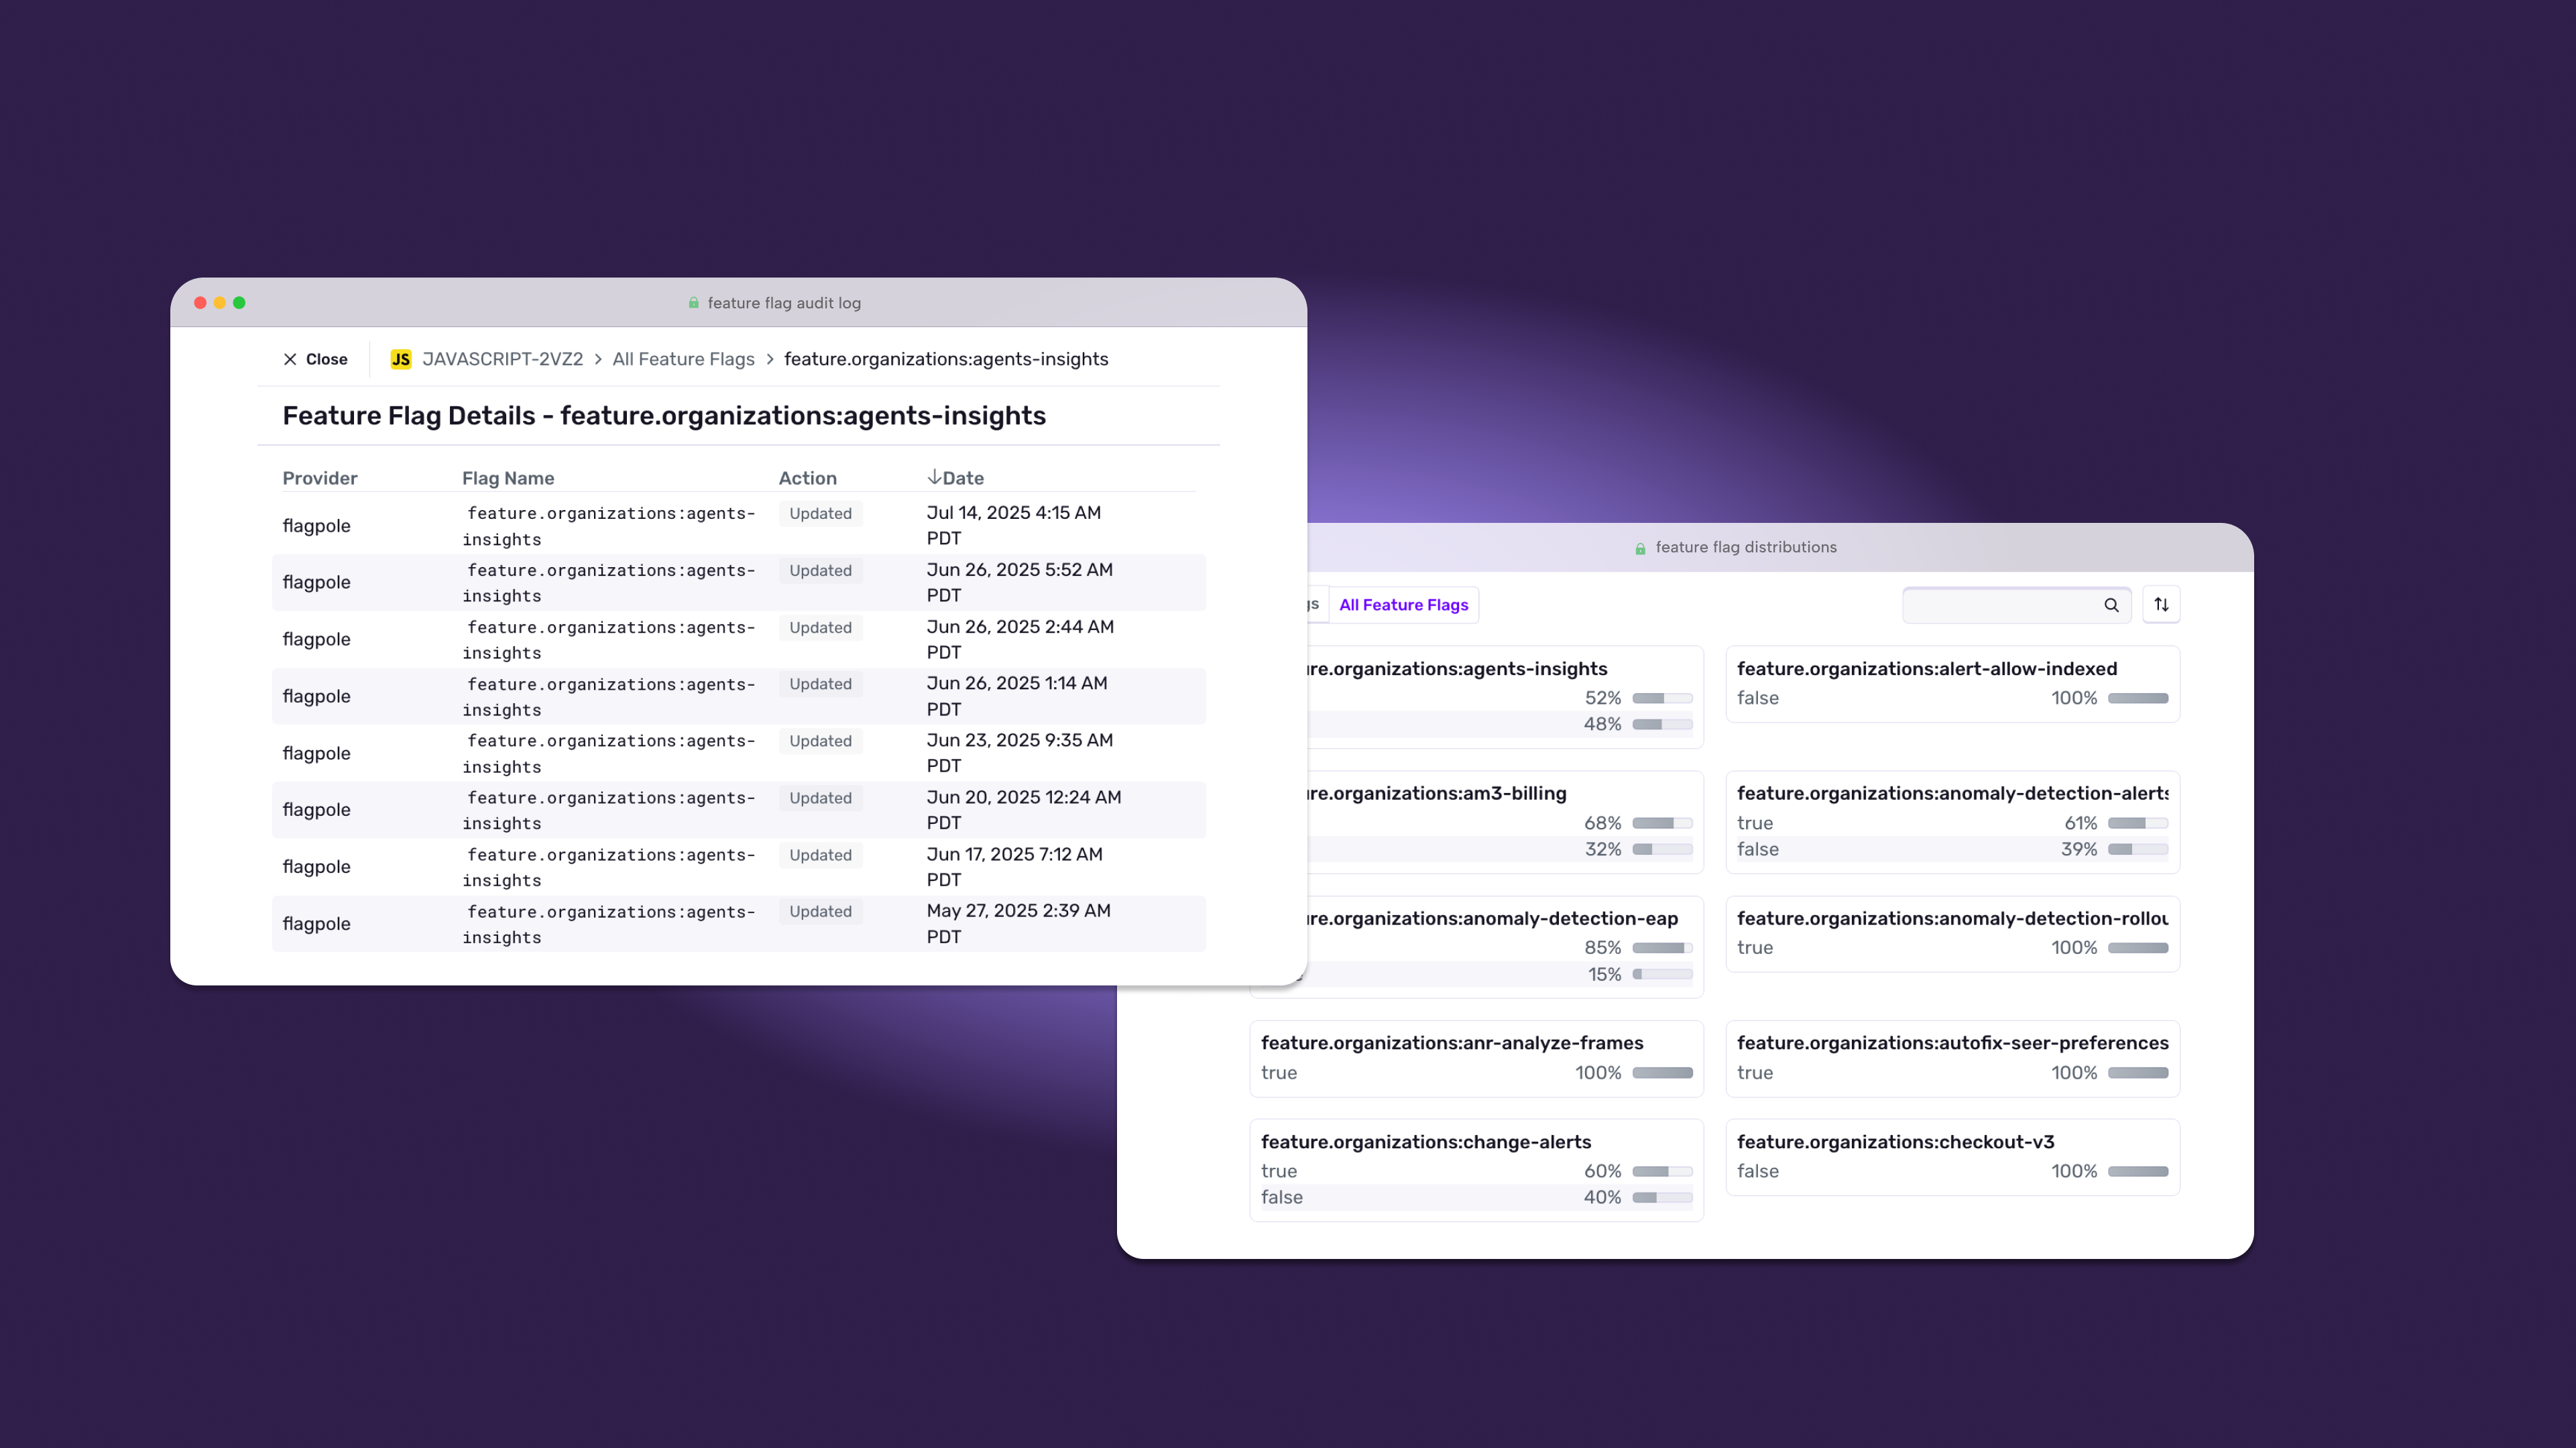 feature flag audit log
Close
JS JAVASCRIPT-2VZ2 > All Feature Flags > feature.organizations:agents-insights
Feature Flag Details - feature.organizations:agents-insights
Provider Flag Name Action ↓Date
flagpole feature.organizations:agents- Updated Jul 14, 2025 4:15 AM
insights PDT
flagpole feature.organizations:agents- Updated Jun 26, 2025 5:52 AM
insights PDT
flagpole feature.organizations:agents- Updated Jun 26, 2025 2:44 AM
insights PDT
flagpole feature.organizations:agents- Updated Jun 26, 2025 1:14 AM
insights PDT
flagpole feature.organizations:agents- Updated Jun 23, 2025 9:35 AM
insights PDT
flagpole feature.organizations:agents- Updated Jun 20, 2025 12:24 AM
insights PDT
flagpole feature.organizations:agents- Updated Jun 17, 2025 7:12 AM
insights PDT
flagpole feature.organizations:agents- Updated May 27, 2025 2:39 AM
insights PDT
feature flag distributions
gs All Feature Flags
re.organizations:agents-insights
52%
48%
feature.organizations:alert-allow-indexed
false 100%
re.organizations:am3-billing
68%
32%
feature.organizations:anomaly-detection-alerts
true 61%
false 39%
re.organizations:anomaly-detection-eap
85%
15%
feature.organizations:anomaly-detection-rollou
true 100%
feature.organizations:anr-analyze-frames
true 100%
feature.organizations:autofix-seer-preferences
true 100%
feature.organizations:change-alerts
true 60%
false 40%
feature.organizations:checkout-v3
false 100%